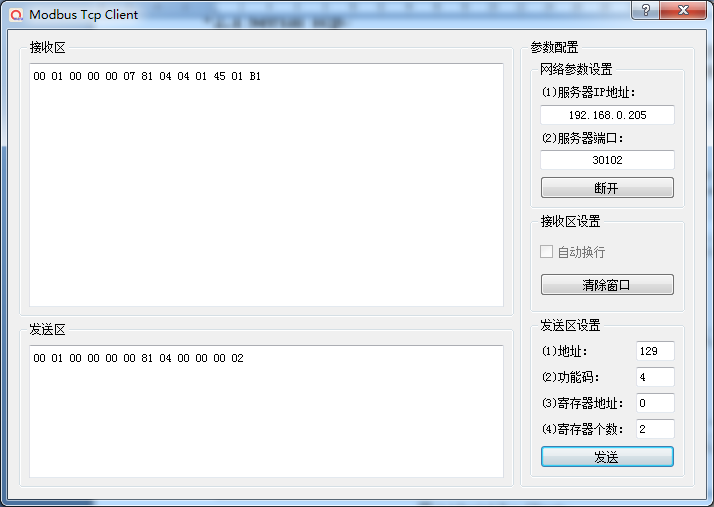 Modbus Tcp Client
接收区
00 01 00 00 00 07 81 04 04 01 45 01 B1
发送区
00 01 00 00 00 00 81 04 00 00 00 02
参数配置
网络参数设置
(1)服务器IP地址:
192.168.0.205
(2)服务器端口:
30102
断开
接收区设置
自动换行
清除窗口
发送区设置
(1)地址: 129
(2)功能码: 4
(3)寄存器地址: 0
(4)寄存器个数: 2
发送